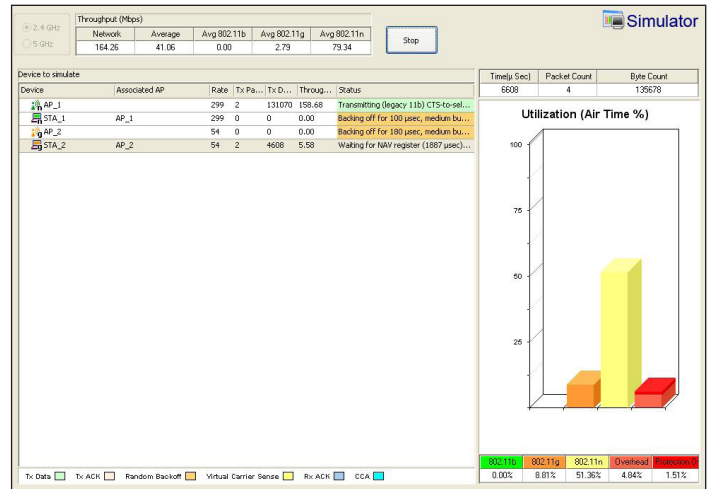 2.4 GHz
5 GHz
Throughput (Mbps)
Network Average Avg 802.11b Avg 802.11g Avg 802.11n
164.26 41.06 0.00 2.79 79.34
Stop
Simulator
Device to simulate
Device Associated AP Rate Tx Pa... Tx D... Throug... Status
AP_1 299 2 131070 158.68 Transmitting (legacy 11b) CTS-to-sel...
STA_1 AP_1 299 0 0 0.00 Backing off for 100 µsec, medium bu...
AP_2 54 0 0 0.00 Backing off for 180 µsec, medium bu...
STA_2 AP_2 54 2 4608 5.58 Waiting for NAV register (1887 µsec)...
Time(µ Sec) Packet Count Byte Count
6608 4 135678
Utilization (Air Time %)
100
75
50
25
0
802.11b 802.11g 802.11n Overhead Protection O
0.00% 8.81% 51.36% 4.84% 1.51%
Tx Data Tx ACK Random Backoff Virtual Carrier Sense Rx ACK CCA